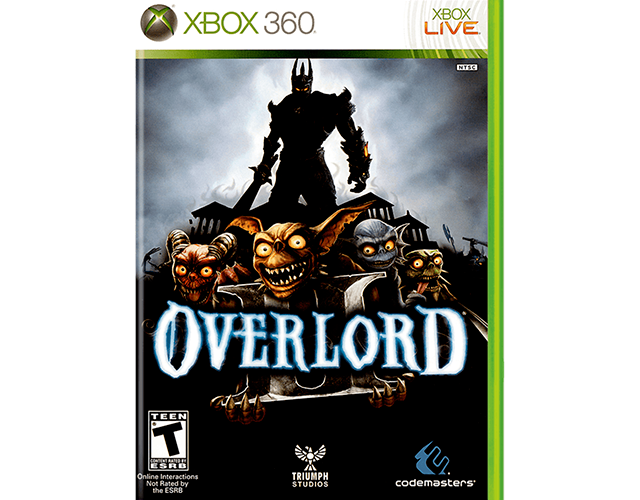 XBOX 360.
XBOX
LIVE
NTSC
II
OVERLORD
TEEN
T
CONTENT RATED BY
ESRB
Online Interactions
Not Rated by
the ESRB
TRIUMPH
STUDIOS
codemasters